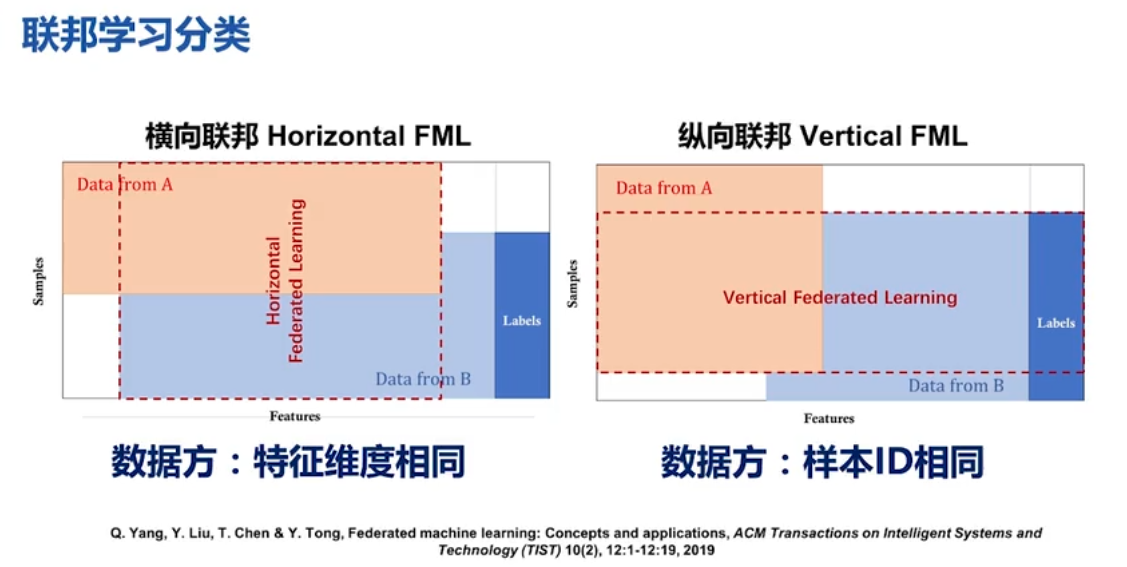 联邦学习分类
横向联邦 Horizontal FML
Data from A
Horizontal
Federated Learning
Samples
Labels
Data from B
Features
数据方：特征维度相同
纵向联邦 Vertical FML
Data from A
Samples
Vertical Federated Learning
Labels
Data from B
Features
数据方：样本ID相同
Q. Yang, Y. Liu, T. Chen & Y. Tong, Federated machine learning: Concepts and applications, ACM Transactions on Intelligent Systems and
Technology (TIST) 10(2), 12:1-12:19, 2019